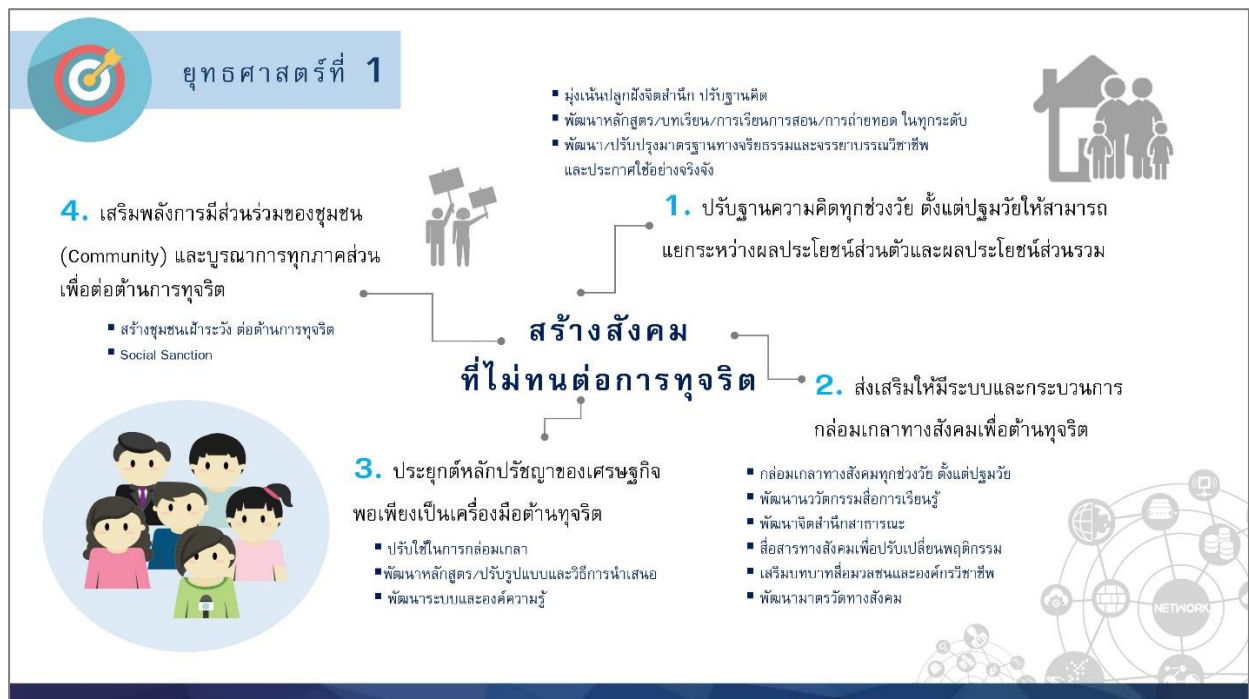 ยุทธศาสตร์ที่ 1
▪ มุ่งเน้นปลูกฝังจิตสำนึก ปรับฐานคิด
▪ พัฒนาหลักสูตร/บทเรียน/การเรียนการสอน/การถ่ายทอด ในทุกระดับ
▪ พัฒนา/ปรับปรุงมาตรฐานทางจริยธรรมและจรรยาบรรณวิชาชีพ
และประกาศใช้อย่างจริงจัง
1. ปรับฐานความคิดทุกช่วงวัย ตั้งแต่ปฐมวัยให้สามารถ
แยกระหว่างผลประโยชน์ส่วนตัวและผลประโยชน์ส่วนรวม
4. เสริมพลังการมีส่วนร่วมของชุมชน
(Community) และบูรณาการทุกภาคส่วน
เพื่อต่อต้านการทุจริต
▪ สร้างชุมชนเฝ้าระวัง ต่อต้านการทุจริต
▪ Social Sanction
สร้างสังคม
ที่ไม่ทนต่อการทุจริต
2. ส่งเสริมให้มีระบบและกระบวนการ
กล่อมเกลาทางสังคมเพื่อต้านทุจริต
▪ กล่อมเกลาทางสังคมทุกช่วงวัย ตั้งแต่ปฐมวัย
▪ พัฒนานวัตกรรมสื่อการเรียนรู้
▪ พัฒนาจิตสำนึกสาธารณะ
▪ สื่อสารทางสังคมเพื่อปรับเปลี่ยนพฤติกรรม
▪ เสริมบทบาทสื่อมวลชนและองค์กรวิชาชีพ
▪ พัฒนามาตรวัดทางสังคม
3. ประยุกต์หลักปรัชญาของเศรษฐกิจ
พอเพียงเป็นเครื่องมือต้านทุจริต
▪ ปรับใช้ในการกล่อมเกลา
▪พัฒนาหลักสูตร/ปรับรูปแบบและวิธีการนำเสนอ
▪ พัฒนาระบบและองค์ความรู้
NETWORK